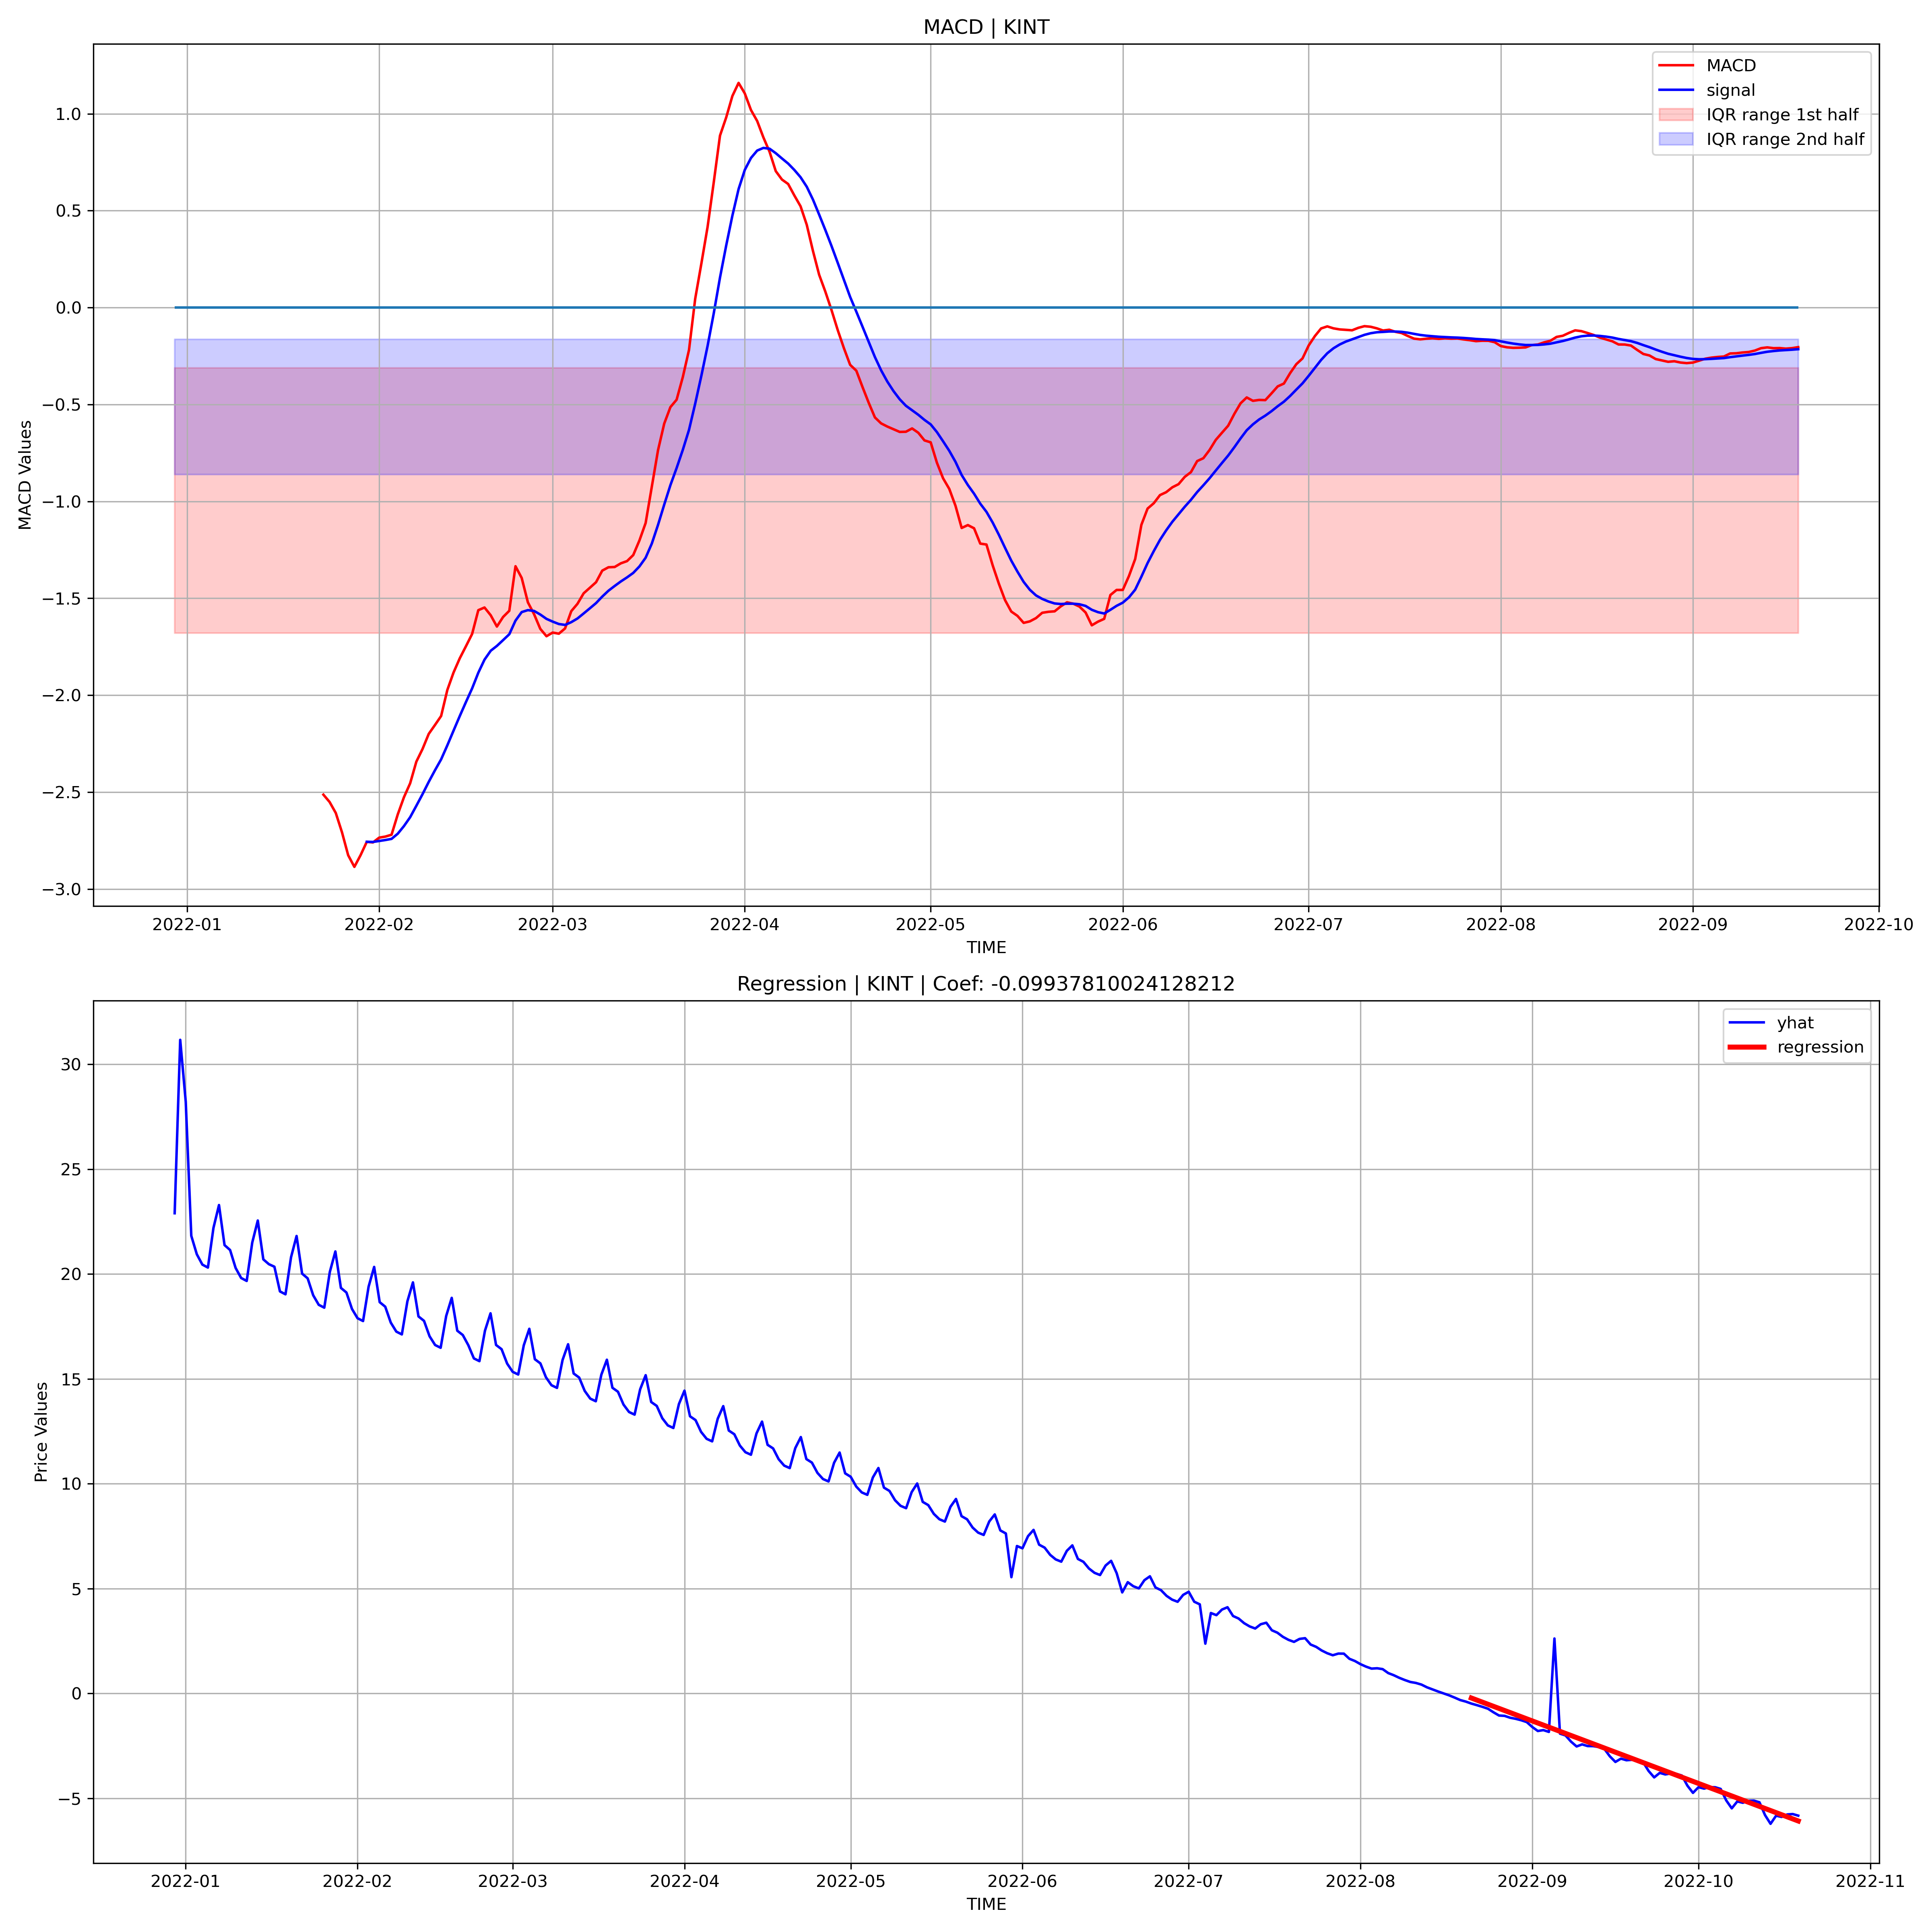 MACD | KINT
MACD
signal
IQR range 1st half
IQR range 2nd half
1.0
0.5
0.0
−0.5
−1.0
−1.5
−2.0
−2.5
−3.0
MACD Values
2022-01 2022-02 2022-03 2022-04 2022-05 2022-06 2022-07 2022-08 2022-09 2022-10
TIME
Regression | KINT | Coef: -0.09937810024128212
yhat
regression
30
25
20
15
10
5
0
−5
Price Values
2022-01 2022-02 2022-03 2022-04 2022-05 2022-06 2022-07 2022-08 2022-09 2022-10 2022-11
TIME